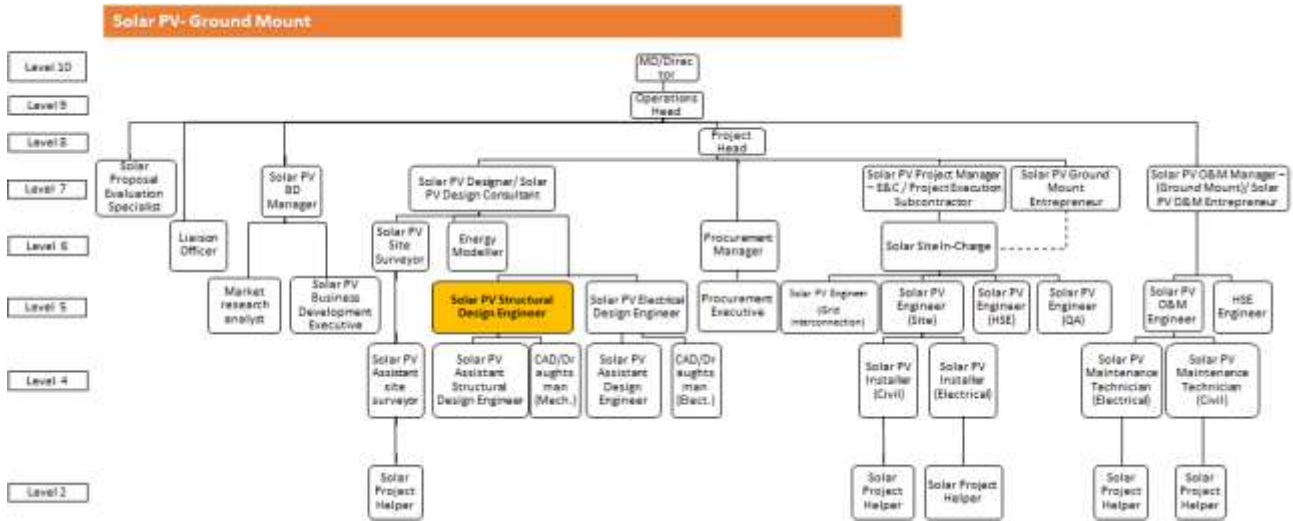 Solar PV- Ground Mount
Level 10
MD/Direc
tor
Level 9
Operations
Head
Level 8
Project
Head
Level 7
Solar
Proposal
Evaluation
Specialist
Solar PV
BD
Manager
Solar PV Designer/ Solar
PV Design Consultant
Solar PV Project Manager
– E&C / Project Execution
Subcontractor
Solar PV Ground
Mount
Entrepreneur
Solar PV O&M Manager –
(Ground Mount)/ Solar
PV O&M Entrepreneur
Level 6
Liaison
Officer
Solar PV
Site
Surveyor
Energy
Modeller
Procurement
Manager
Solar Site In-Charge
Level 5
Market
research
analyst
Solar PV
Business
Development
Executive
Solar PV Structural
Design Engineer
Solar PV Electrical
Design Engineer
Procurement
Executive
Solar PV Engineer
(Grid
Interconnection)
Solar PV
Engineer
(Site)
Solar PV
Engineer
(HSE)
Solar PV
Engineer
(QA)
Solar PV
O&M
Engineer
HSE
Engineer
Level 4
Solar PV
Assistant
site
surveyor
Solar PV
Assistant
Structural
Design Engineer
CAD/Dr
aughts
man
(Mech.)
Solar PV
Assistant
Design
Engineer
CAD/Dr
aughts
man
(Elect.)
Solar PV
Installer
(Civil)
Solar PV
Installer
(Electrical)
Solar PV
Maintenance
Technician
(Electrical)
Solar PV
Maintenance
Technician
(Civil)
Level 2
Solar
Project
Helper
Solar
Project
Helper
Solar Project
Helper
Solar
Project
Helper
Solar
Project
Helper